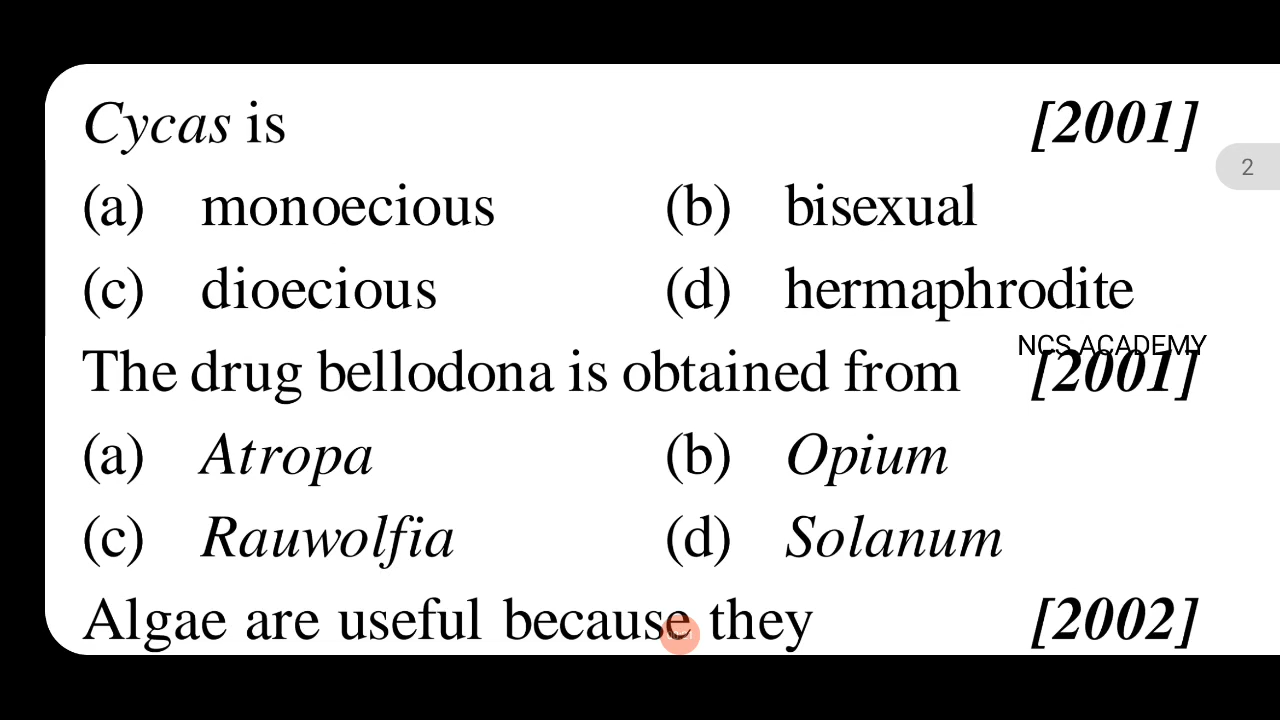 Cycas is [2001]
2
(a) monoecious (b) bisexual
(c) dioecious (d) hermaphrodite
NCS ACADEMY
The drug bellodona is obtained from [2001]
(a) Atropa (b) Opium
(c) Rauwolfia (d) Solanum
Algae are useful because they [2002]